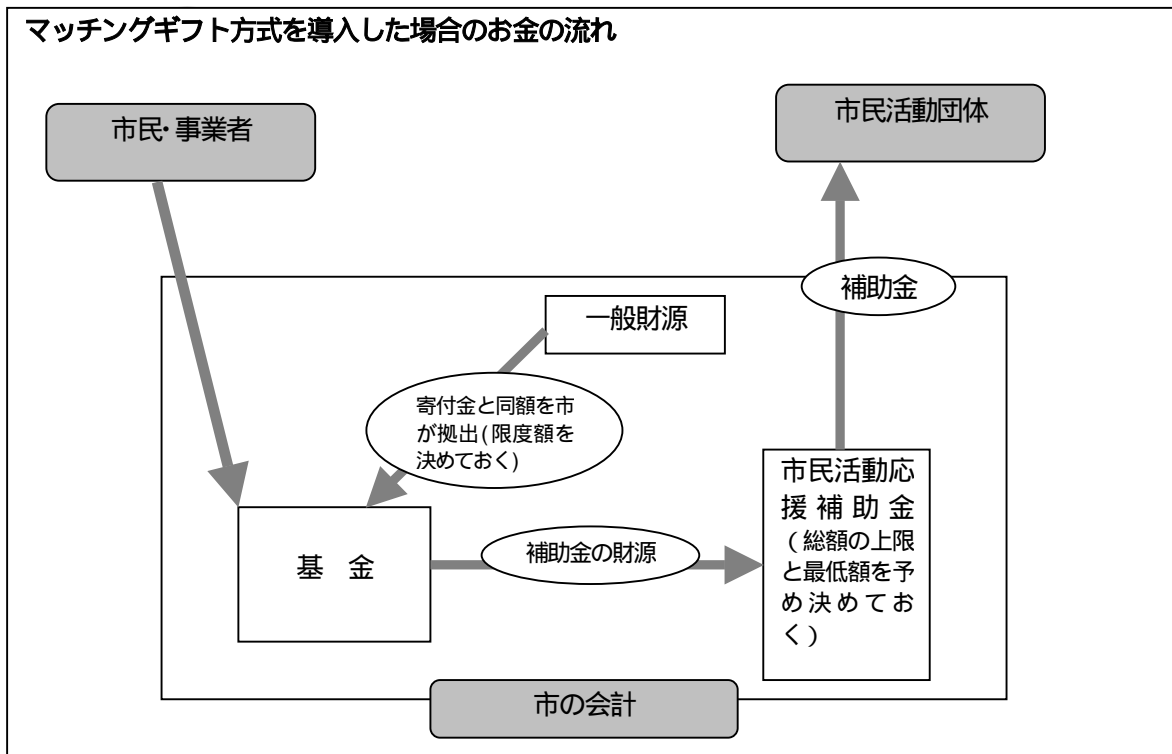 マッチングギフト方式を導入した場合のお金の流れ
市民・事業者
市民活動団体
補助金
一般財源
寄付金と同額を市
が拠出(限度額を
決めておく)
市民活動応
援補助金
(総額の上限
と最低額を予
め決めてお
く)
基 金
補助金の財源
市の会計